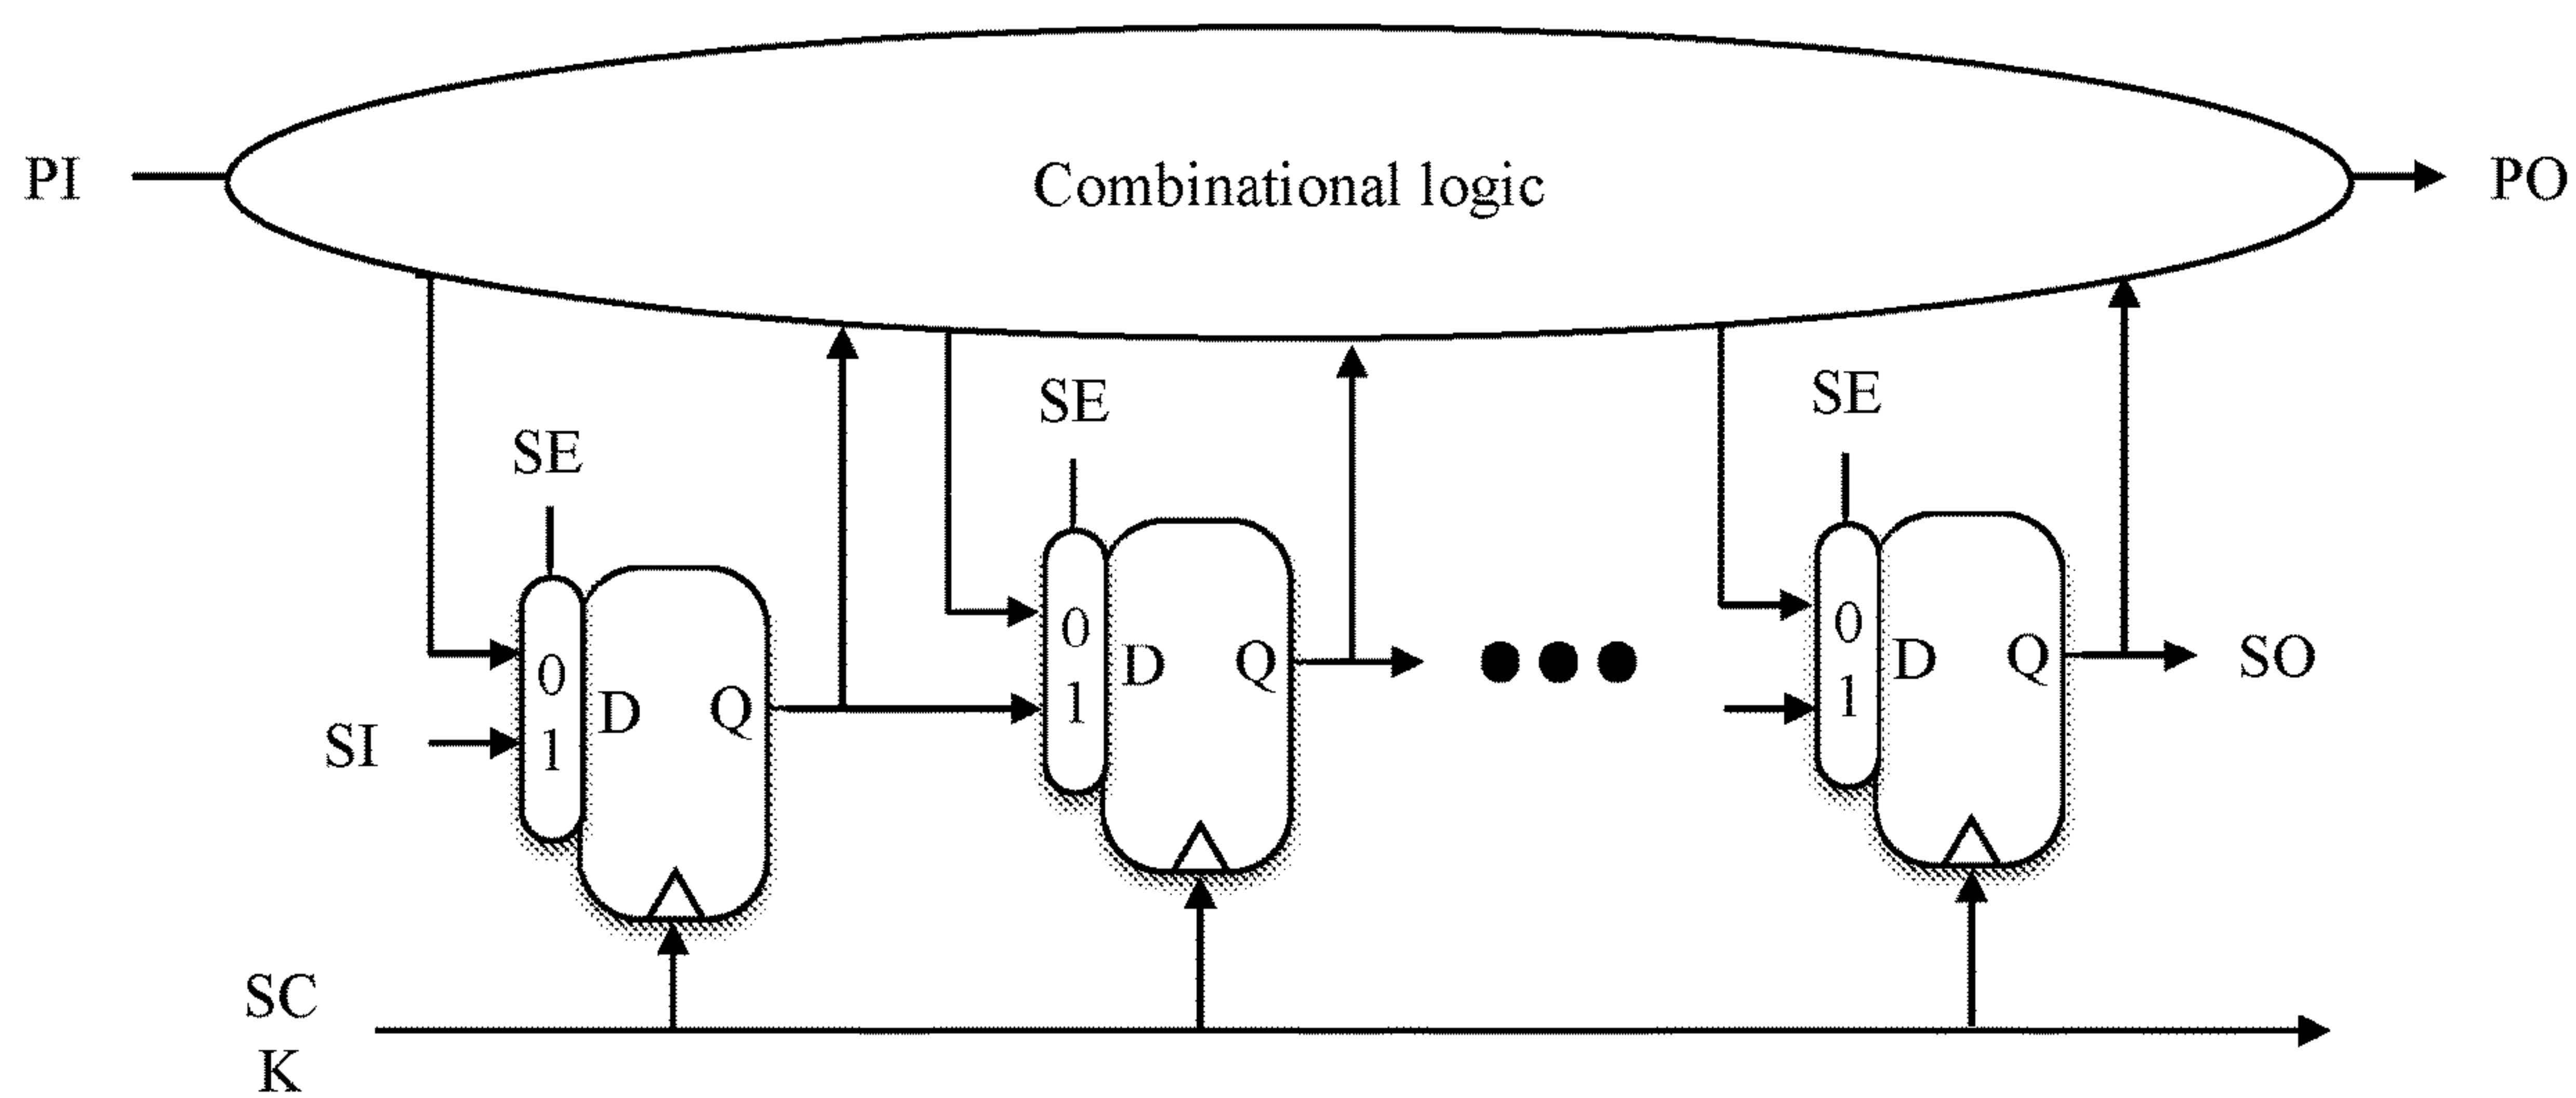 Combinational logic
PI
PO
SE
SE
SE
0
1
D
Q
SI
0
1
D
Q
0
1
D
Q
SO
SC
K